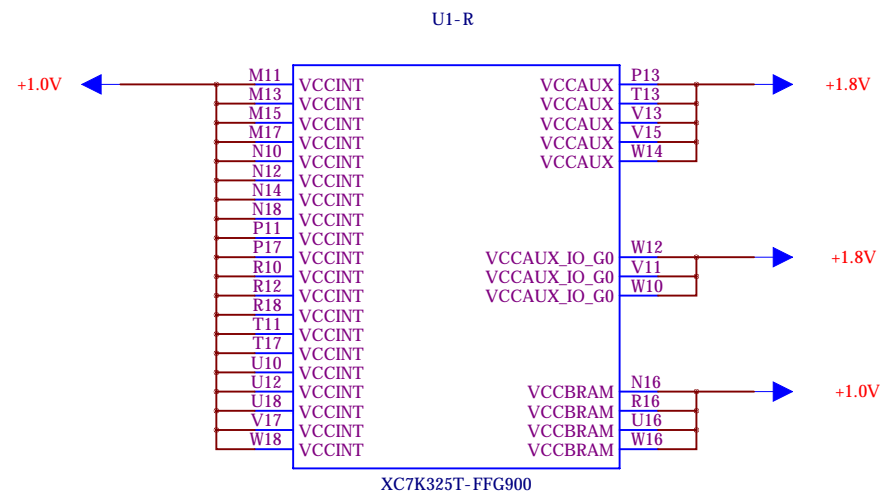 U1-R
+1.0V M11 VCCINT VCCAUX P13 +1.8V
M13 VCCINT VCCAUX T13
M15 VCCINT VCCAUX V13
M17 VCCINT VCCAUX V15
N10 VCCINT VCCAUX W14
N12 VCCINT
N14 VCCINT
N18 VCCINT
P11 VCCINT
P17 VCCINT VCCAUX_IO_G0 W12 +1.8V
R10 VCCINT VCCAUX_IO_G0 V11
R12 VCCINT VCCAUX_IO_G0 W10
R18 VCCINT
T11 VCCINT
T17 VCCINT
U10 VCCINT
U12 VCCINT VCCBRAM N16 +1.0V
U18 VCCINT VCCBRAM R16
V17 VCCINT VCCBRAM U16
W18 VCCINT VCCBRAM W16
XC7K325T-FFG900